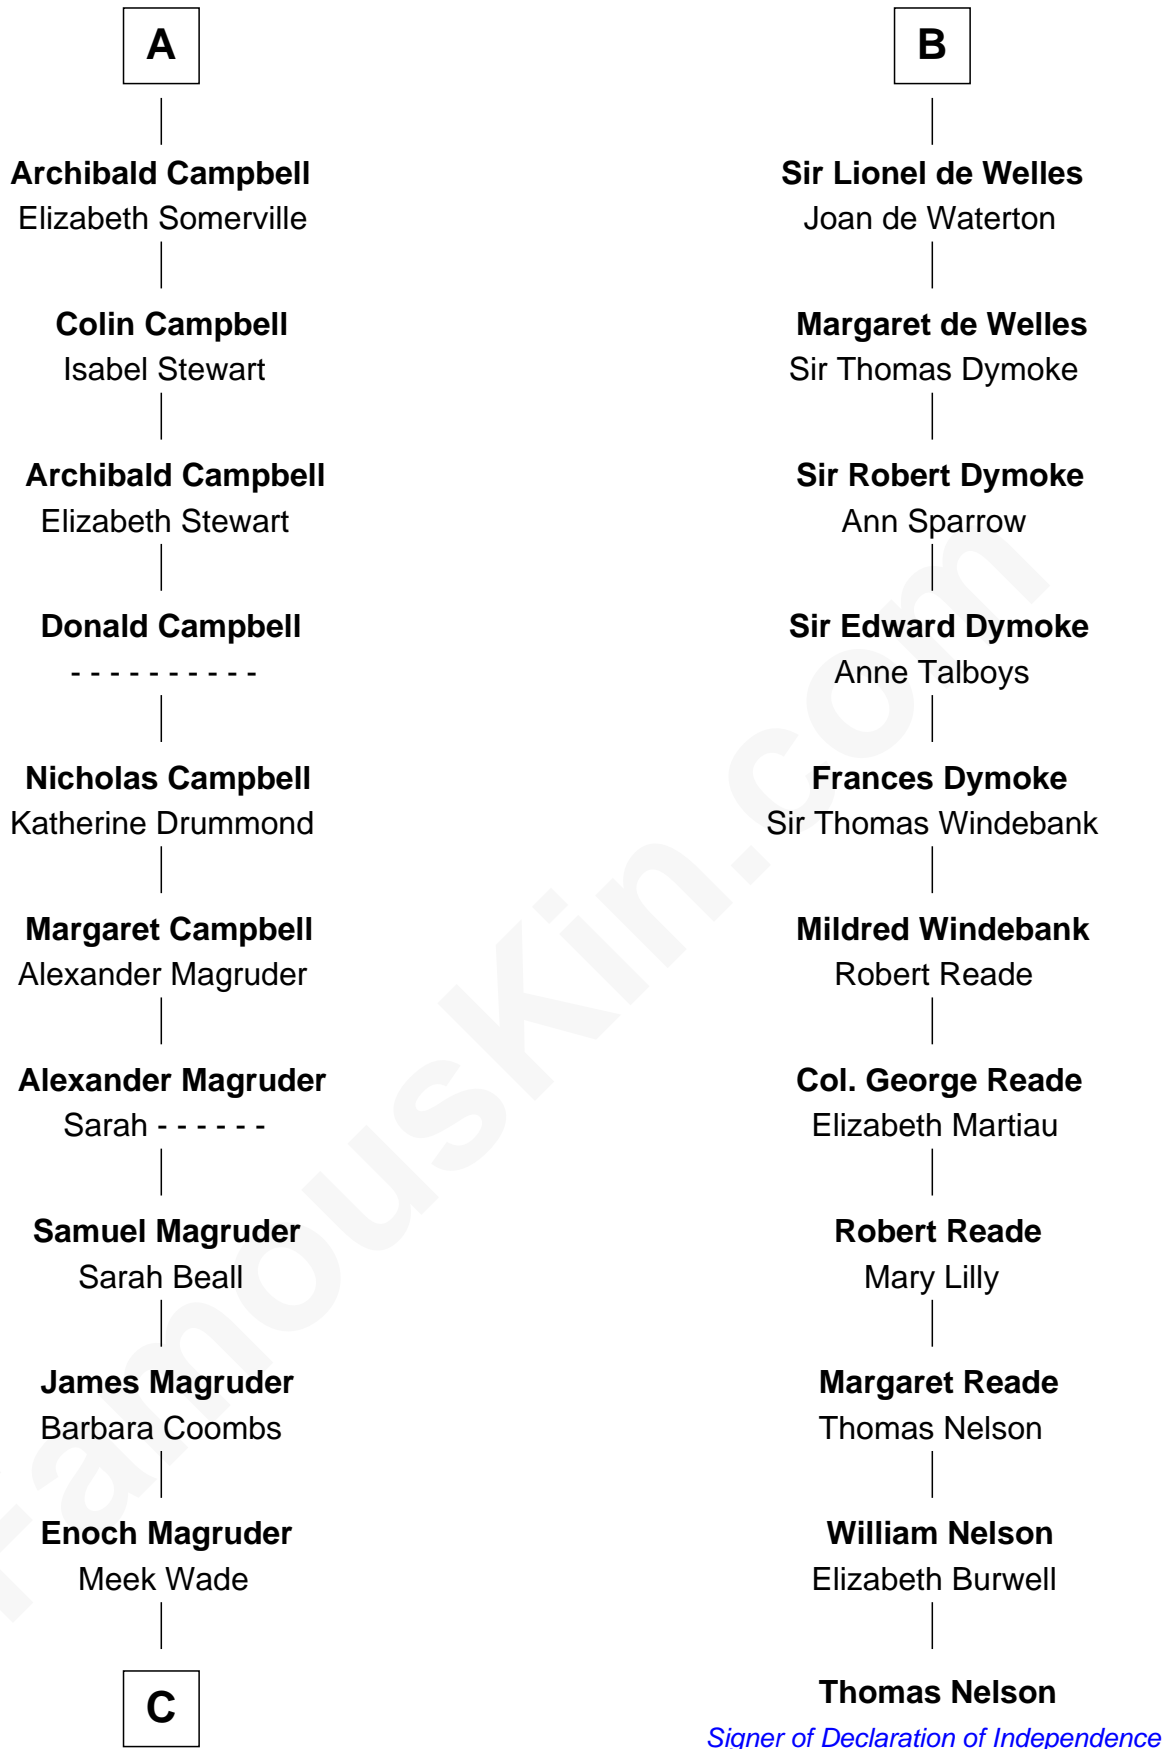 A
Archibald Campbell
Elizabeth Somerville
Colin Campbell
Isabel Stewart
Archibald Campbell
Elizabeth Stewart
Donald Campbell
- - - - - - - - - -
Nicholas Campbell
Katherine Drummond
Margaret Campbell
Alexander Magruder
Alexander Magruder
Sarah - - - - - -
Samuel Magruder
Sarah Beall
James Magruder
Barbara Coombs
Enoch Magruder
Meek Wade
C
B
Sir Lionel de Welles
Joan de Waterton
Margaret de Welles
Sir Thomas Dymoke
Sir Robert Dymoke
Ann Sparrow
Sir Edward Dymoke
Anne Talboys
Frances Dymoke
Sir Thomas Windebank
Mildred Windebank
Robert Reade
Col. George Reade
Elizabeth Martiau
Robert Reade
Mary Lilly
Margaret Reade
Thomas Nelson
William Nelson
Elizabeth Burwell
Thomas Nelson
Signer of Declaration of Independence
FamousKin.com